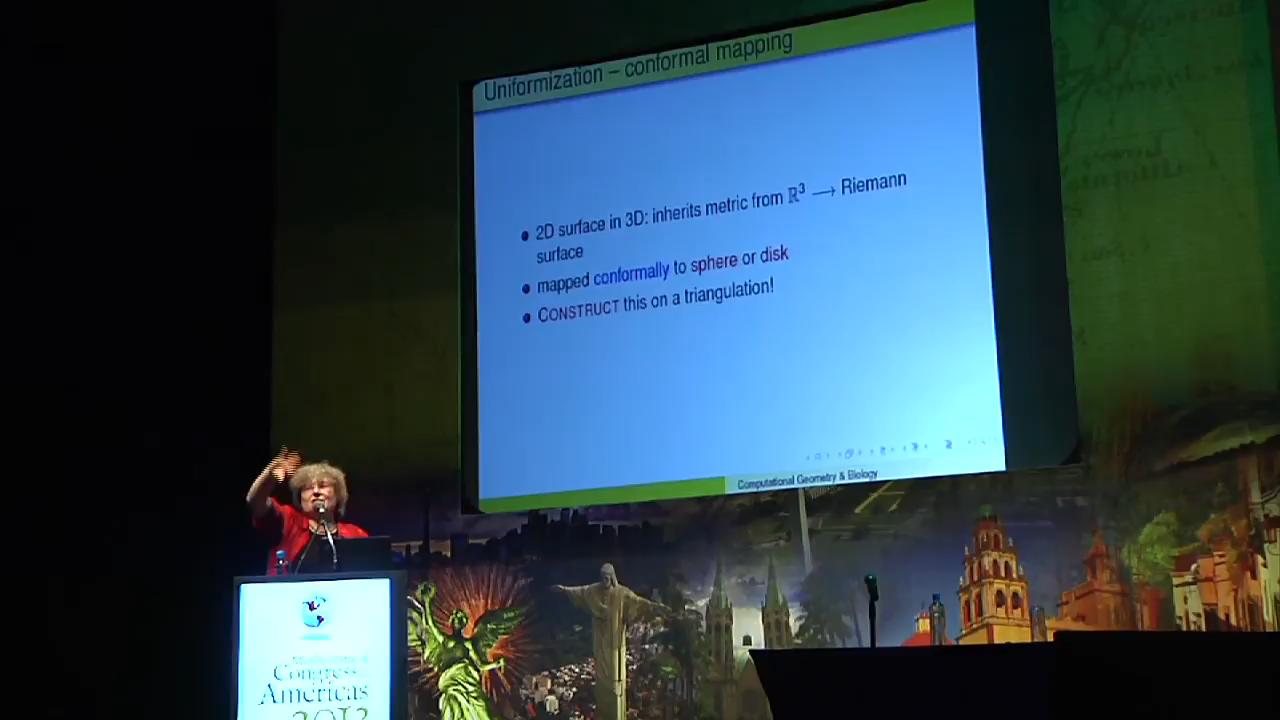 Uniformization – conformal mapping
• 2D surface in 3D: inherits metric from ℝ³ ⟶ Riemann
surface
• mapped conformally to sphere or disk
• CONSTRUCT this on a triangulation!
Computational Geometry & Biology
Congress
Americas
2013